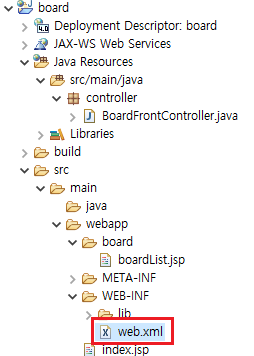 board
Deployment Descriptor: board
JAX-WS Web Services
Java Resources
src/main/java
controller
BoardFrontController.java
Libraries
build
src
main
java
webapp
board
boardList.jsp
META-INF
WEB-INF
lib
web.xml
index.jsp